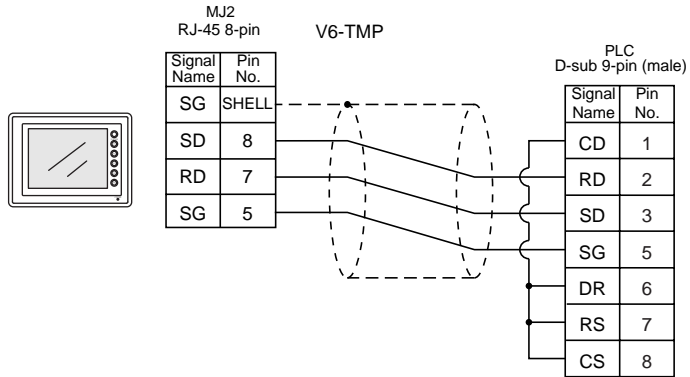 MJ2
RJ-45 8-pin
V6-TMP
Signal Name Pin No.
SG SHELL
SD 8
RD 7
SG 5
PLC
D-sub 9-pin (male)
Signal Name Pin No.
CD 1
RD 2
SD 3
SG 5
DR 6
RS 7
CS 8